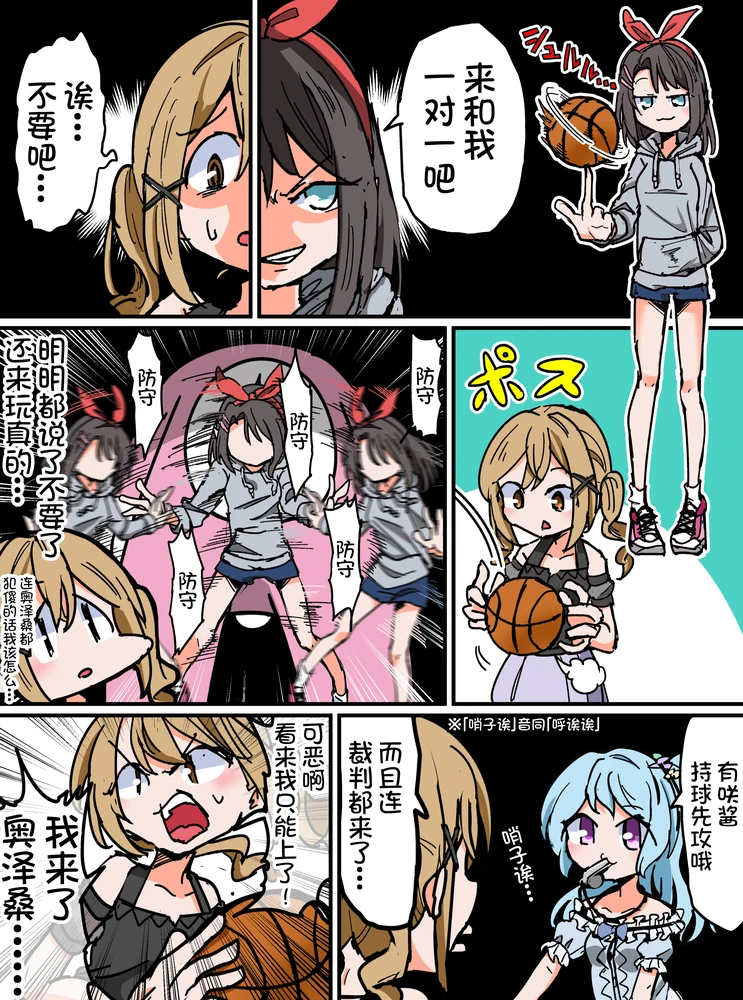 シュルルル…
来和我
一对一吧
诶…
不要吧…
ポス
防守
防守
防守
防守
防守
明明都说了不要了
还来玩真的…
连奥泽桑都
犯傻的话我该怎么…
※「哨子诶」音同「呼诶诶」
有咲酱
持球先攻哦
哨子诶…
而且连
裁判都来了…
可恶啊
看来我只能上了！
我来了
奥泽桑………